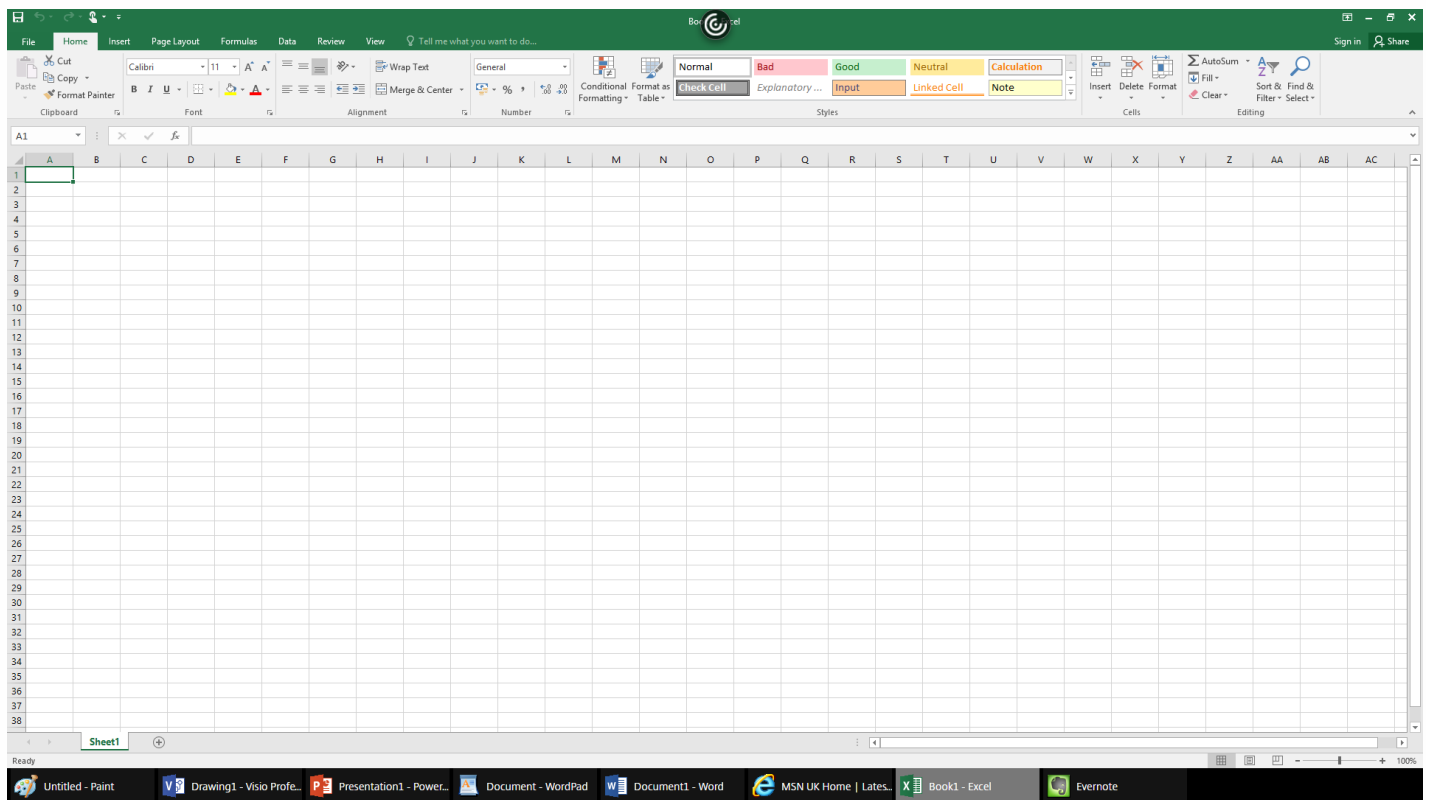 Book1 - Excel
File Home Insert Page Layout Formulas Data Review View Tell me what you want to do... Sign in Share
Paste Cut Copy Format Painter
Calibri 11 A A
B I U A
Wrap Text
Merge & Center
General
% ,
Conditional Formatting Format as Table
Normal Bad Good Neutral Calculation
Check Cell Explanatory ... Input Linked Cell Note
Insert Delete Format
AutoSum
Fill
Clear
Sort & Filter Find & Select
Clipboard Font Alignment Number Styles Cells Editing
A1 fx
A B C D E F G H I J K L M N O P Q R S T U V W X Y Z AA AB AC
1
2
3
4
5
6
7
8
9
10
11
12
13
14
15
16
17
18
19
20
21
22
23
24
25
26
27
28
29
30
31
32
33
34
35
36
37
38
Sheet1
Ready 100%
Untitled - Paint Drawing1 - Visio Profe... Presentation1 - Power... Document - WordPad Document1 - Word MSN UK Home | Lates... Book1 - Excel Evernote